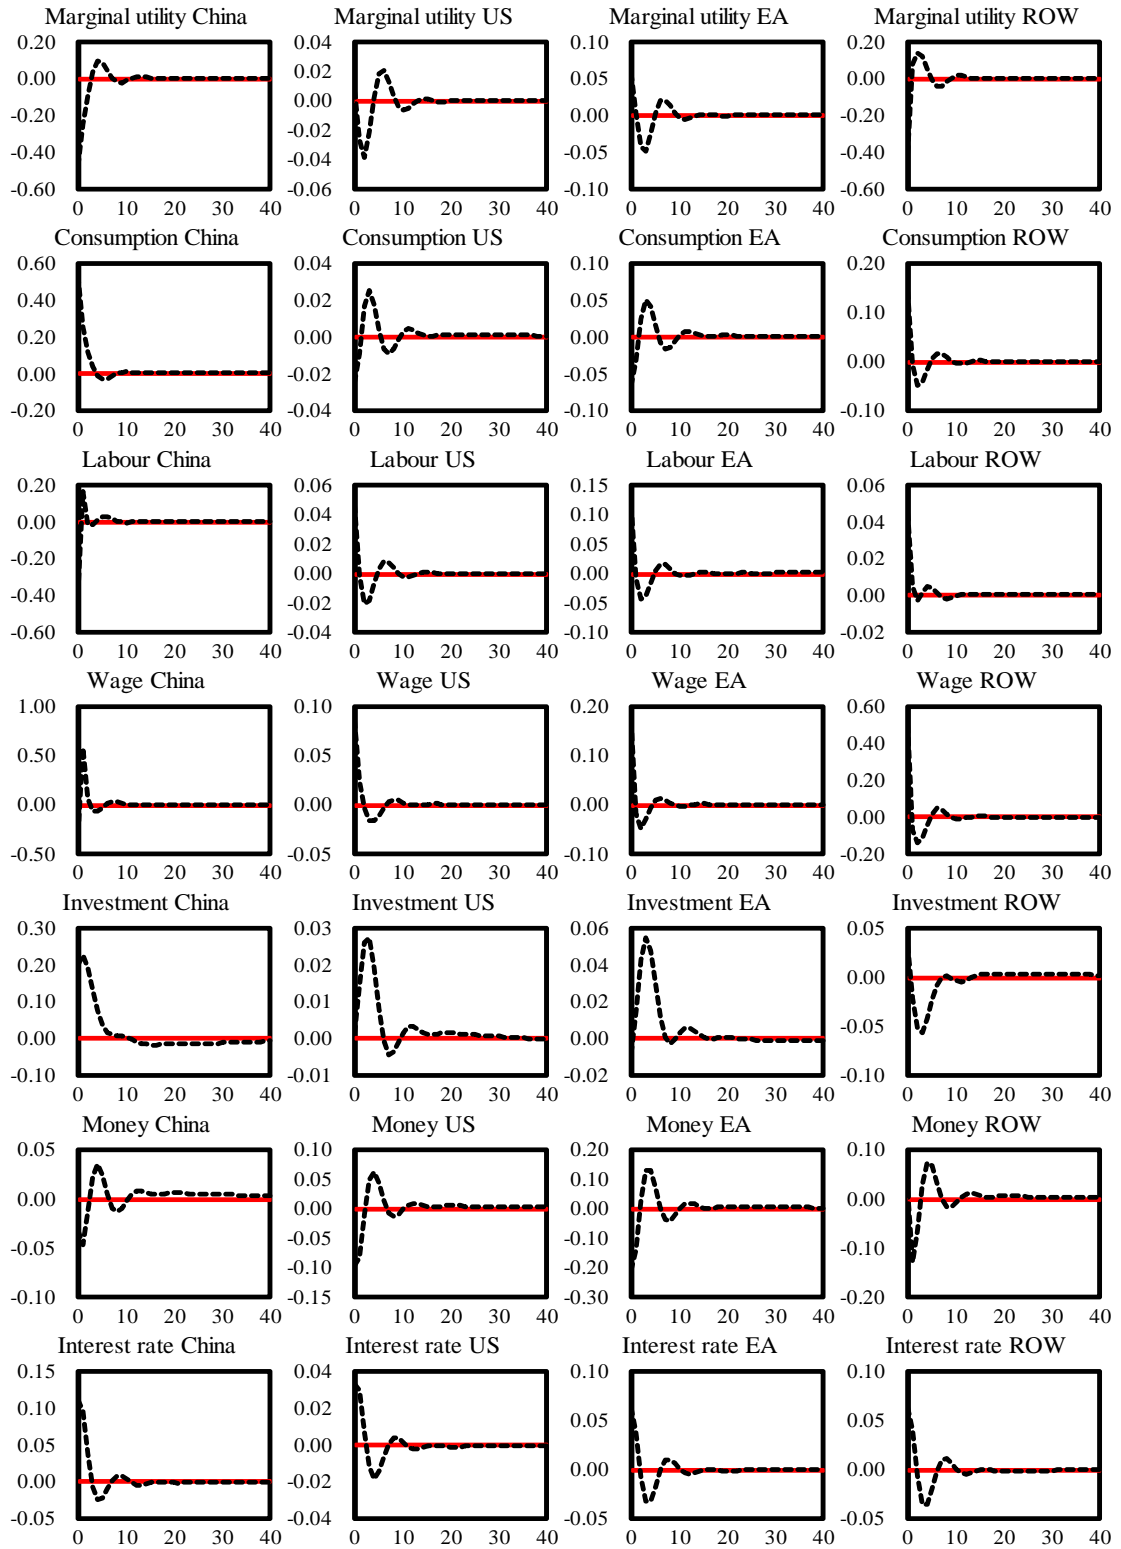 Marginal utility China Marginal utility US Marginal utility EA Marginal utility ROW
0.20 0.04 0.10 0.20
0.00 0.02 0.05 0.00
-0.20 0.00 0.00 -0.20
-0.40 -0.02 -0.05 -0.40
-0.60 -0.04 -0.10 -0.60
-0.06
0 10 20 30 40 0 10 20 30 40 0 10 20 30 40 0 10 20 30 40
Consumption China Consumption US Consumption EA Consumption ROW
0.60 0.04 0.10 0.20
0.40 0.02 0.05 0.10
0.20 0.00 0.00 0.00
0.00 -0.02 -0.05 -0.10
-0.20 -0.04 -0.10
0 10 20 30 40 0 10 20 30 40 0 10 20 30 40 0 10 20 30 40
Labour China Labour US Labour EA Labour ROW
0.20 0.06 0.15 0.06
0.00 0.04 0.10 0.04
-0.20 0.02 0.05 0.02
-0.40 0.00 0.00 0.00
-0.60 -0.02 -0.05 -0.02
-0.04 -0.10
0 10 20 30 40 0 10 20 30 40 0 10 20 30 40 0 10 20 30 40
Wage China Wage US Wage EA Wage ROW
1.00 0.10 0.20 0.60
0.50 0.05 0.10 0.40
0.00 0.00 0.00 0.20
-0.50 -0.05 -0.10 0.00
-0.20
0 10 20 30 40 0 10 20 30 40 0 10 20 30 40 0 10 20 30 40
Investment China Investment US Investment EA Investment ROW
0.30 0.03 0.06 0.05
0.20 0.02 0.04 0.00
0.10 0.01 0.02 -0.05
0.00 0.00 0.00 -0.10
-0.10 -0.01 -0.02
0 10 20 30 40 0 10 20 30 40 0 10 20 30 40 0 10 20 30 40
Money China Money US Money EA Money ROW
0.05 0.10 0.20 0.10
0.00 0.05 0.10 0.00
-0.05 0.00 0.00 -0.10
-0.10 -0.05 -0.10 -0.20
-0.10 -0.20
-0.15 -0.30
0 10 20 30 40 0 10 20 30 40 0 10 20 30 40 0 10 20 30 40
Interest rate China Interest rate US Interest rate EA Interest rate ROW
0.15 0.04 0.10 0.10
0.10 0.02 0.05 0.05
0.05 0.00 0.00 0.00
0.00 -0.02 -0.05 -0.05
-0.05 -0.04
0 10 20 30 40 0 10 20 30 40 0 10 20 30 40 0 10 20 30 40